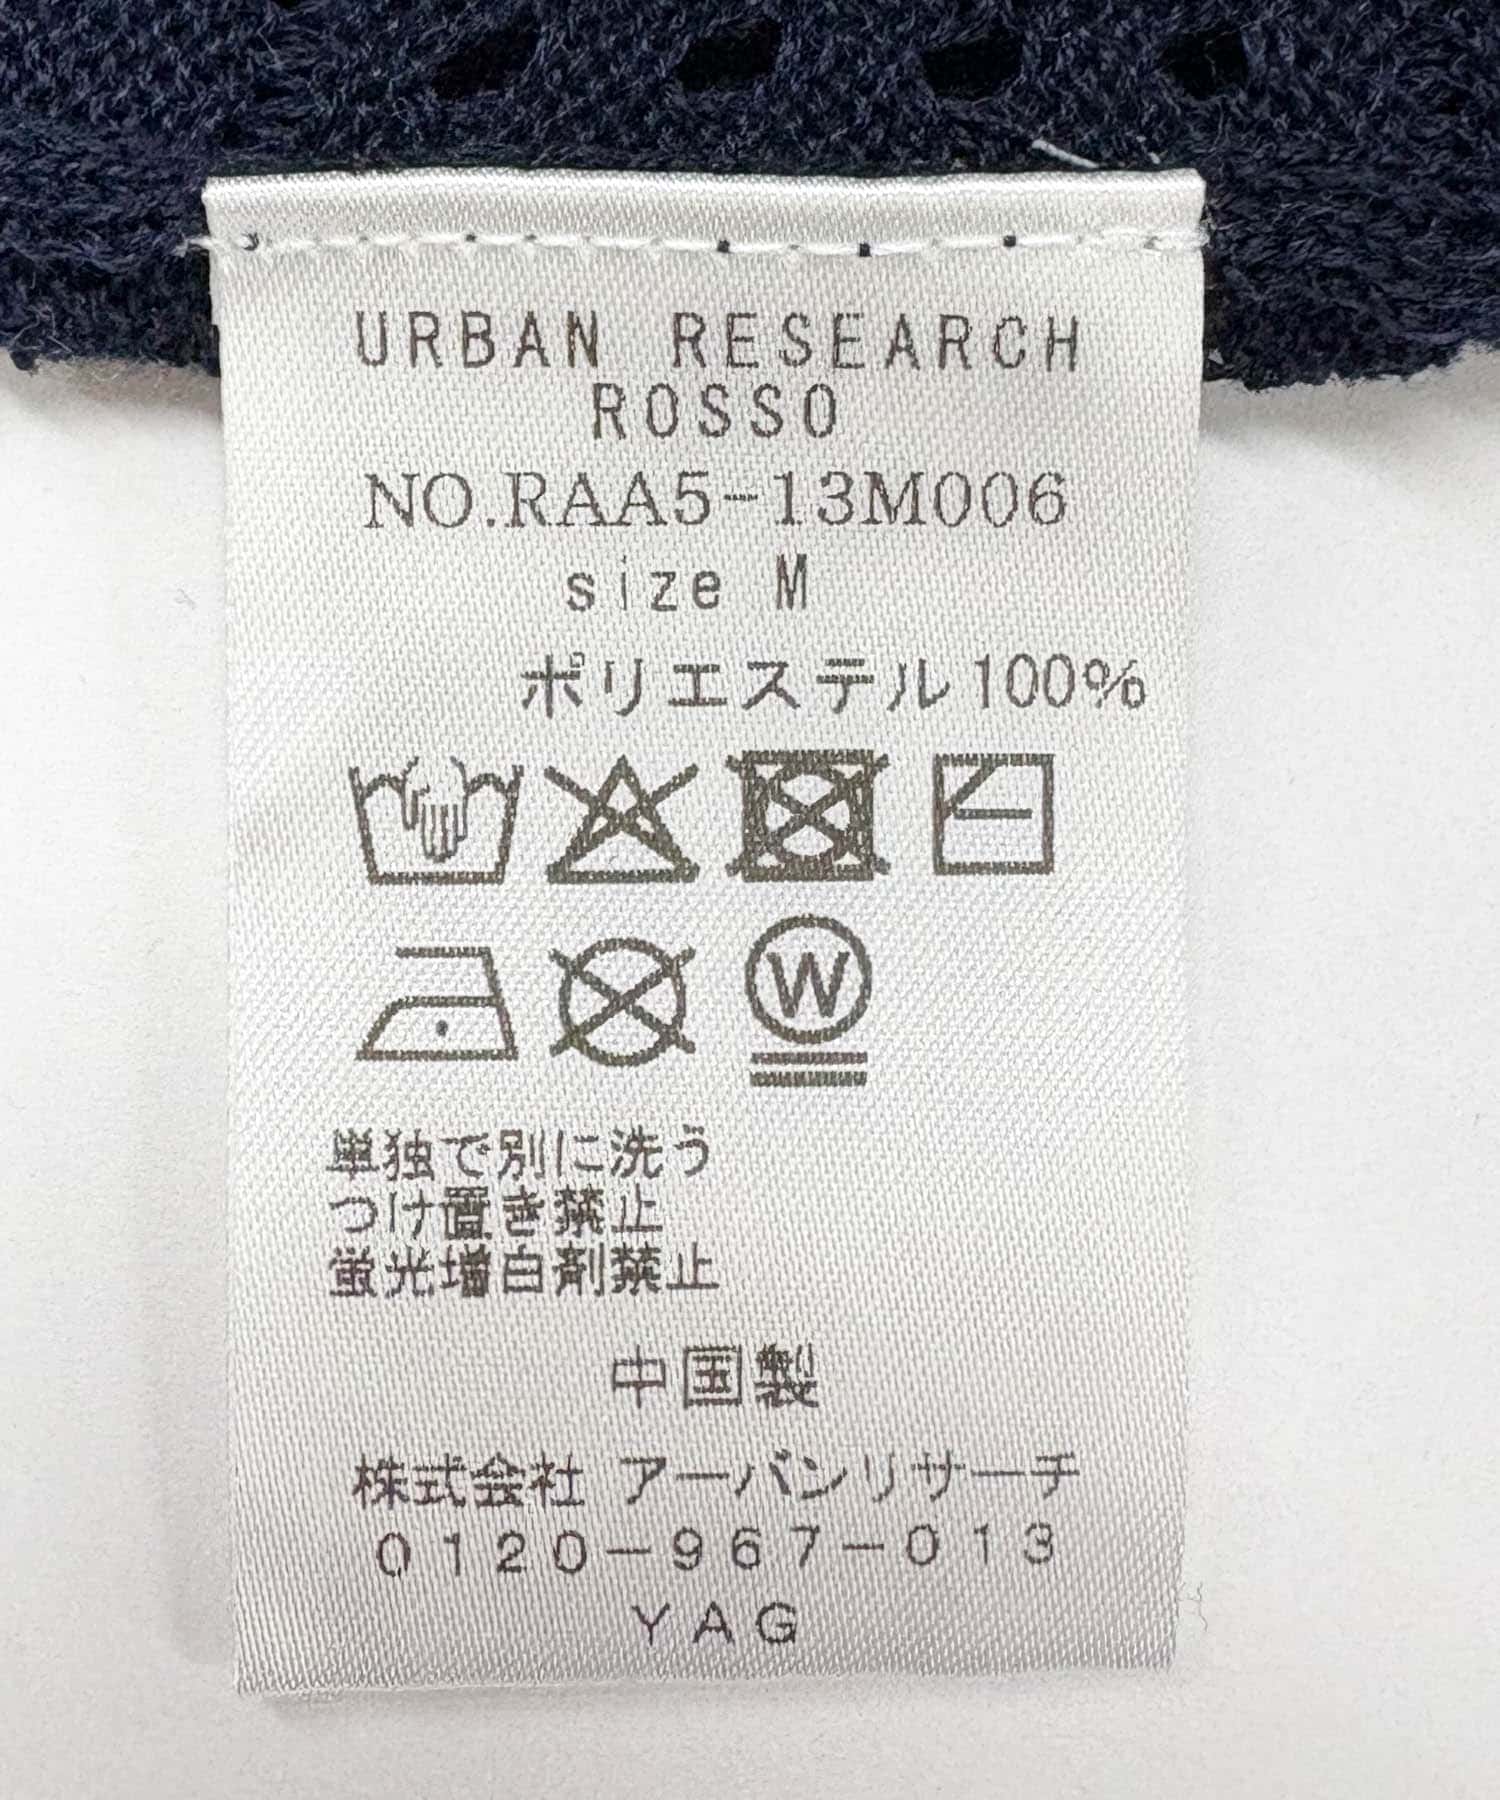 URBAN RESEARCH
ROSSO
NO.RAA5-13M006
size M
ポリエステル100%
W
単独で別に洗う
つけ置き禁止
蛍光増白剤禁止
中国製
株式会社 アーバンリサーチ
0120-967-013
YAG